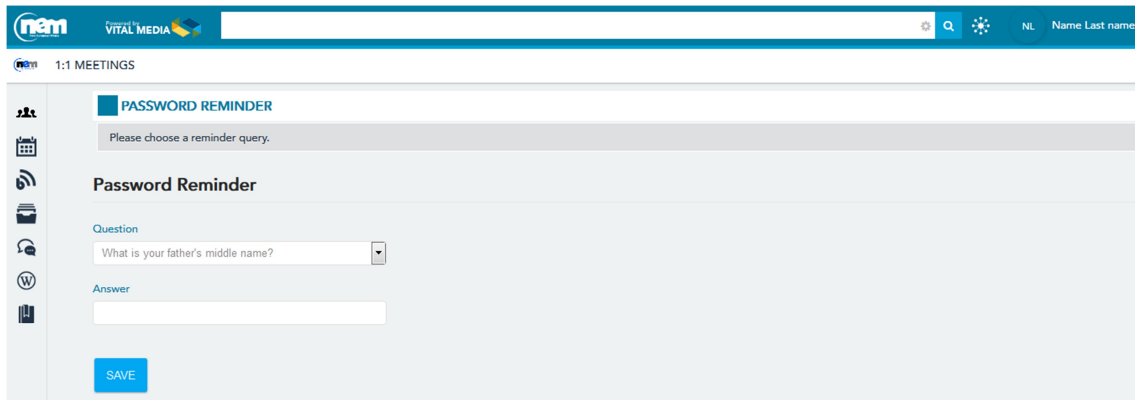 nem
Powered by
VITAL MEDIA
NL
Name Last name
nem
1:1 MEETINGS
PASSWORD REMINDER
Please choose a reminder query.
Password Reminder
Question
What is your father's middle name?
Answer
SAVE